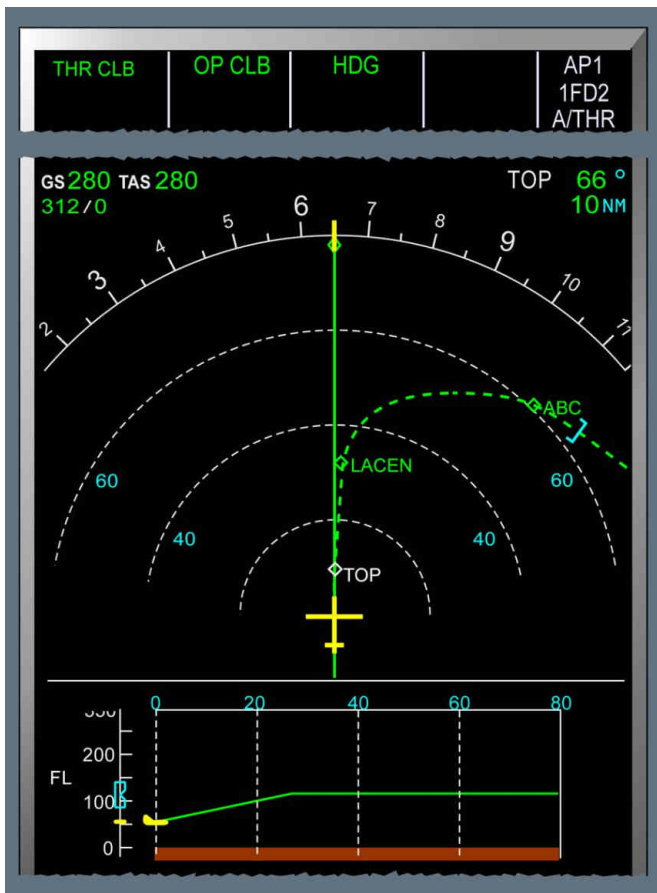 THR CLB OP CLB HDG AP1
1FD2
A/THR
GS 280 TAS 280 TOP 66 °
312/0 10 NM
2 3 4 5 6 7 8 9 10 11
ABC
LACEN
60 60
40 40
TOP
0 20 40 60 80
200
FL
100
0